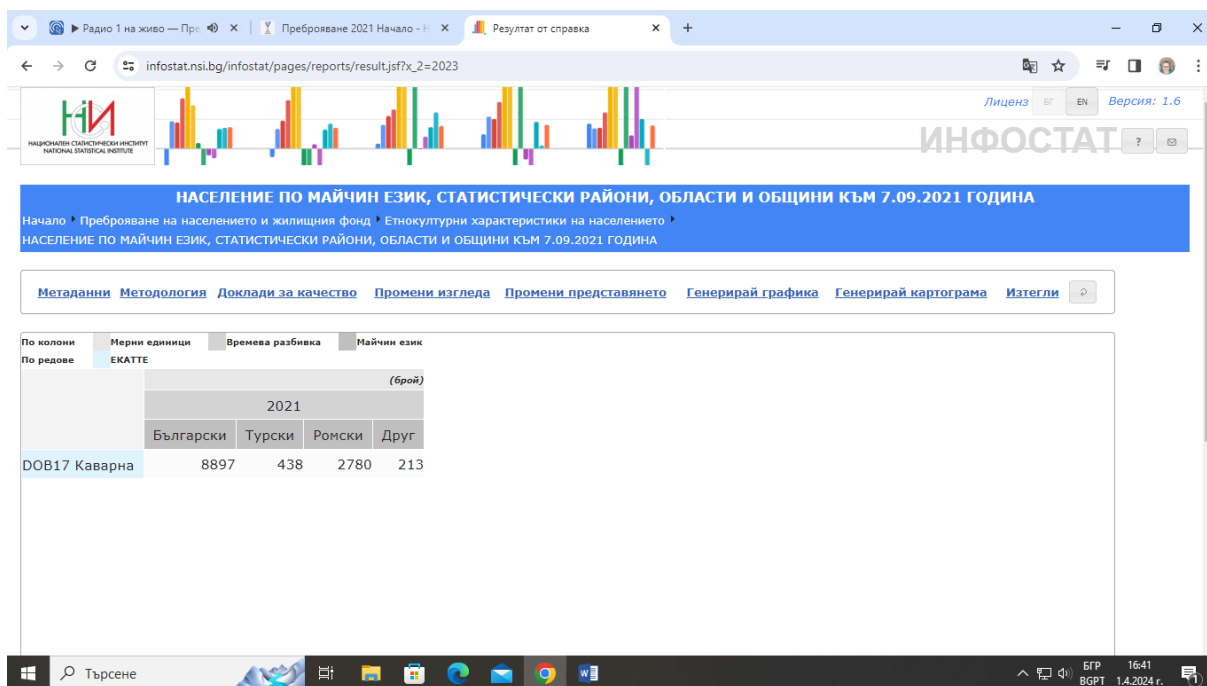 Радио 1 на живо — Пре
Преброяване 2021 Начало - Н
Резултат от справка
infostat.nsi.bg/infostat/pages/reports/result.jsf?x_2=2023
НАЦИОНАЛЕН СТАТИСТИЧЕСКИ ИНСТИТУТ
NATIONAL STATISTICAL INSTITUTE
Лиценз БГ EN Версия: 1.6
ИНФОСТАТ ?
НАСЕЛЕНИЕ ПО МАЙЧИН ЕЗИК, СТАТИСТИЧЕСКИ РАЙОНИ, ОБЛАСТИ И ОБЩИНИ КЪМ 7.09.2021 ГОДИНА
Начало Преброяване на населението и жилищния фонд Етнокултурни характеристики на населението
НАСЕЛЕНИЕ ПО МАЙЧИН ЕЗИК, СТАТИСТИЧЕСКИ РАЙОНИ, ОБЛАСТИ И ОБЩИНИ КЪМ 7.09.2021 ГОДИНА
Метаданни Методология Доклади за качество Промени изгледа Промени представянето Генерирай графика Генерирай картограма Изтегли
По колони Мерни единици Времева разбивка Майчин език
По редове ЕКАТТЕ
(брой)
2021
Български Турски Ромски Друг
DOB17 Каварна 8897 438 2780 213
Търсене
БГР 16:41
BGPT 1.4.2024 г.